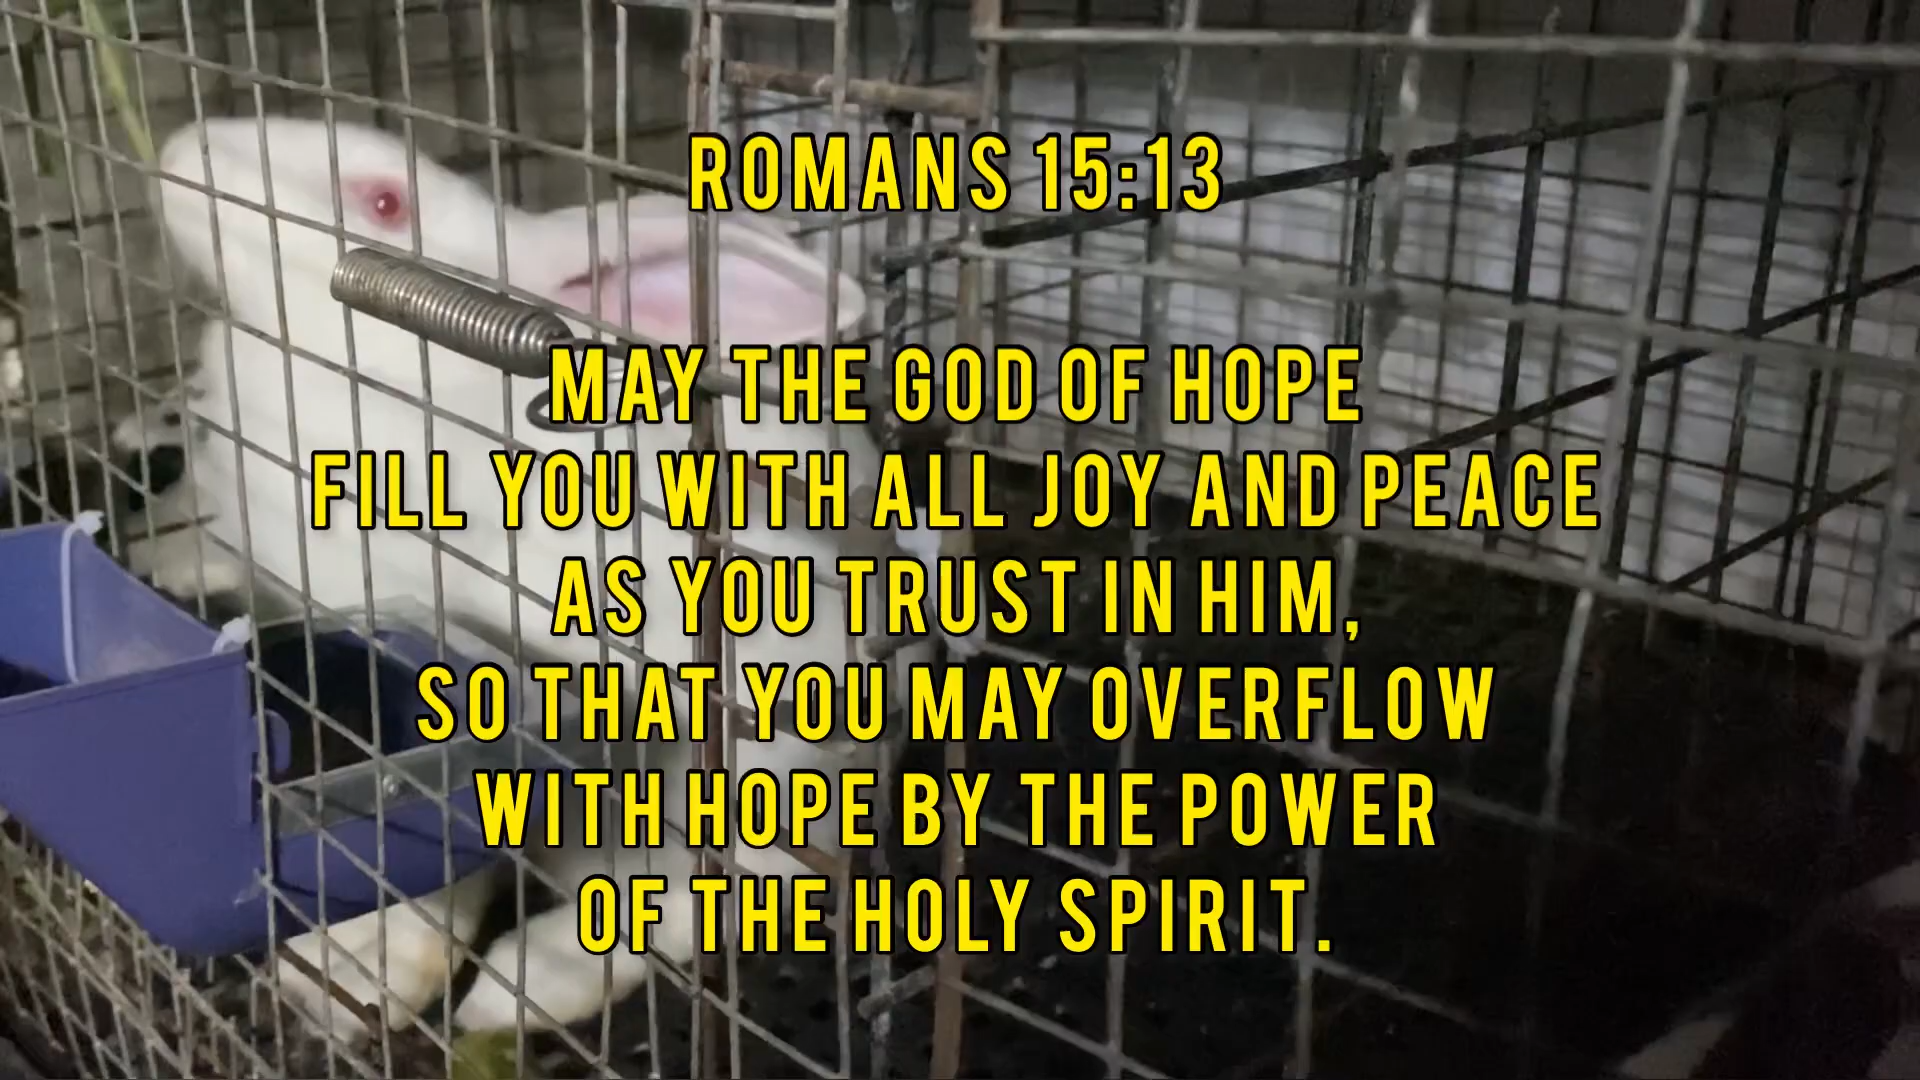 ROMANS 15:13
MAY THE GOD OF HOPE
FILL YOU WITH ALL JOY AND PEACE
AS YOU TRUST IN HIM,
SO THAT YOU MAY OVERFLOW
WITH HOPE BY THE POWER
OF THE HOLY SPIRIT.